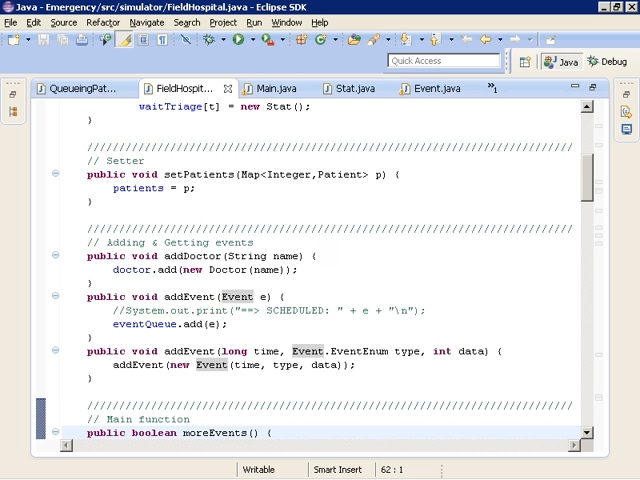 Java - Emergency/src/simulator/FieldHospital.java - Eclipse SDK
File Edit Source Refactor Navigate Search Project Run Window Help
Quick Access
Java
Debug
QueueingPat...
FieldHospit...
Main.java
Stat.java
Event.java
»1
waitTriage[t] = new Stat();
}
////////////////////////////////////////////////////////////////////////////
// Setter
public void setPatients(Map<Integer,Patient> p) {
patients = p;
}
////////////////////////////////////////////////////////////////////////////
// Adding & Getting events
public void addDoctor(String name) {
doctor.add(new Doctor(name));
}
public void addEvent(Event e) {
//System.out.print("==> SCHEDULED: " + e + "\n");
eventQueue.add(e);
}
public void addEvent(long time, Event.EventEnum type, int data) {
addEvent(new Event(time, type, data));
}
////////////////////////////////////////////////////////////////////////////
// Main function
public boolean moreEvents() {
Writable
Smart Insert
62 : 1